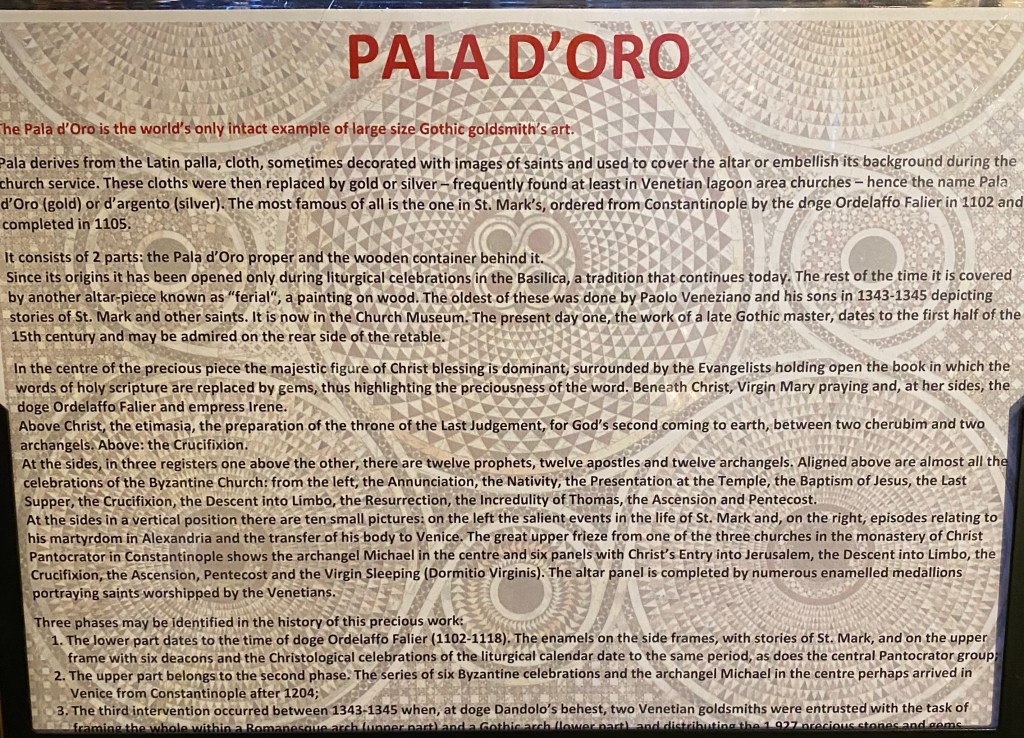 PALA D'ORO
The Pala d'Oro is the world's only intact example of large size Gothic goldsmith's art.
Pala derives from the Latin palla, cloth, sometimes decorated with images of saints and used to cover the altar or embellish its background during the
church service. These cloths were then replaced by gold or silver – frequently found at least in Venetian lagoon area churches – hence the name Pala
d'Oro (gold) or d'argento (silver). The most famous of all is the one in St. Mark's, ordered from Constantinople by the doge Ordelaffo Falier in 1102 and
completed in 1105.
It consists of 2 parts: the Pala d'Oro proper and the wooden container behind it.
Since its origins it has been opened only during liturgical celebrations in the Basilica, a tradition that continues today. The rest of the time it is covered
by another altar-piece known as "ferial", a painting on wood. The oldest of these was done by Paolo Veneziano and his sons in 1343-1345 depicting
stories of St. Mark and other saints. It is now in the Church Museum. The present day one, the work of a late Gothic master, dates to the first half of the
15th century and may be admired on the rear side of the retable.
In the centre of the precious piece the majestic figure of Christ blessing is dominant, surrounded by the Evangelists holding open the book in which the
words of holy scripture are replaced by gems, thus highlighting the preciousness of the word. Beneath Christ, Virgin Mary praying and, at her sides, the
doge Ordelaffo Falier and empress Irene.
Above Christ, the etimasia, the preparation of the throne of the Last Judgement, for God's second coming to earth, between two cherubim and two
archangels. Above: the Crucifixion.
At the sides, in three registers one above the other, there are twelve prophets, twelve apostles and twelve archangels. Aligned above are almost all the
celebrations of the Byzantine Church: from the left, the Annunciation, the Nativity, the Presentation at the Temple, the Baptism of Jesus, the Last
Supper, the Crucifixion, the Descent into Limbo, the Resurrection, the Incredulity of Thomas, the Ascension and Pentecost.
At the sides in a vertical position there are ten small pictures: on the left the salient events in the life of St. Mark and, on the right, episodes relating to
his martyrdom in Alexandria and the transfer of his body to Venice. The great upper frieze from one of the three churches in the monastery of Christ
Pantocrator in Constantinople shows the archangel Michael in the centre and six panels with Christ's Entry into Jerusalem, the Descent into Limbo, the
Crucifixion, the Ascension, Pentecost and the Virgin Sleeping (Dormitio Virginis). The altar panel is completed by numerous enamelled medallions
portraying saints worshipped by the Venetians.
Three phases may be identified in the history of this precious work:
1. The lower part dates to the time of doge Ordelaffo Falier (1102-1118). The enamels on the side frames, with stories of St. Mark, and on the upper
frame with six deacons and the Christological celebrations of the liturgical calendar date to the same period, as does the central Pantocrator group;
2. The upper part belongs to the second phase. The series of six Byzantine celebrations and the archangel Michael in the centre perhaps arrived in
Venice from Constantinople after 1204;
3. The third intervention occurred between 1343-1345 when, at doge Dandolo's behest, two Venetian goldsmiths were entrusted with the task of
framing the whole within a Romanesque arch (upper part) and a Gothic arch (lower part), and distributing the 1,927 precious stones and gems